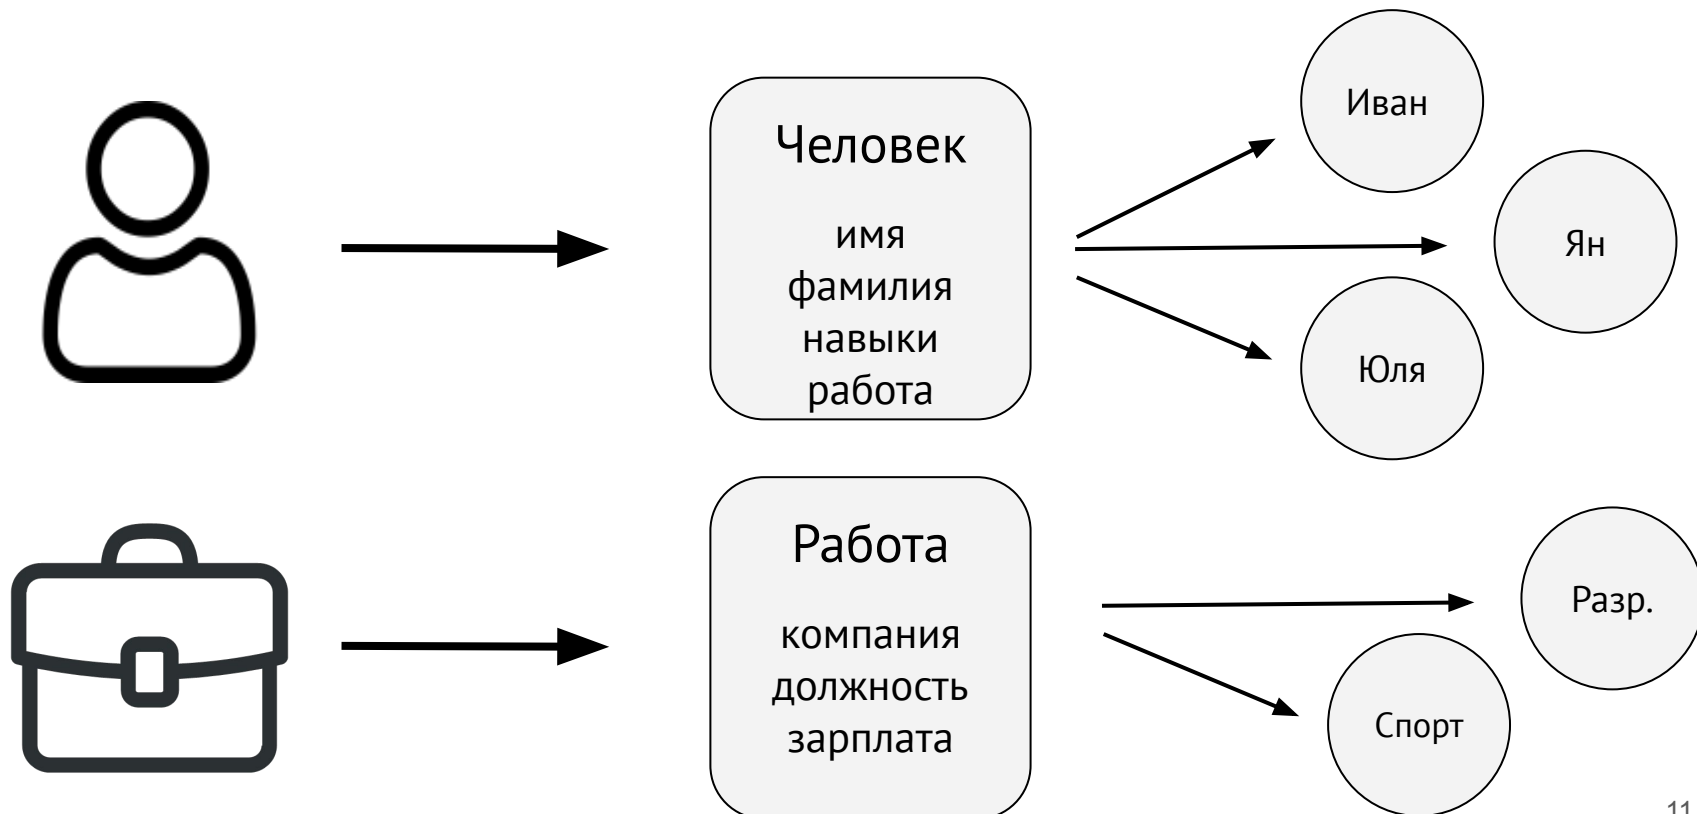 Человек
имя
фамилия
навыки
работа
Иван
Ян
Юля
Работа
компания
должность
зарплата
Разр.
Спорт
11